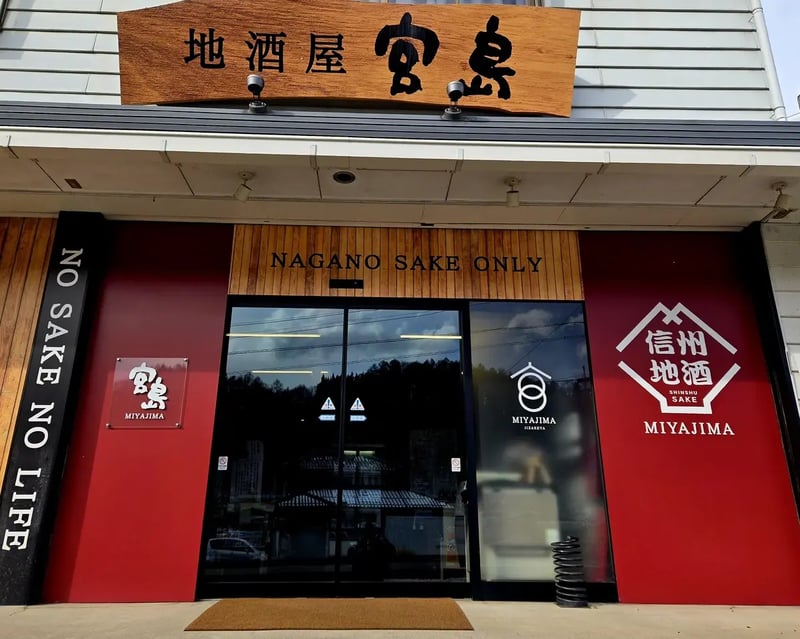 地酒屋 宮島
NAGANO SAKE ONLY
NO SAKE NO LIFE
宮島
MIYAJIMA
MIYAJIMA
JIZAKEYA
信州
地酒
SHINSHU
SAKE
MIYAJIMA